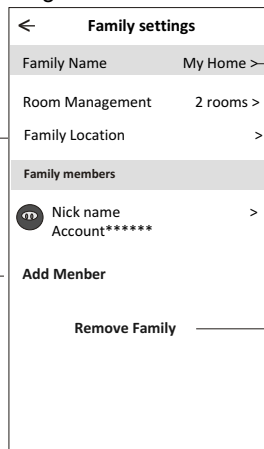 ← Family settings
Family Name My Home >
Room Management 2 rooms >
Family Location >
Family members
Nick name >
Account******
Add Menber
Remove Family